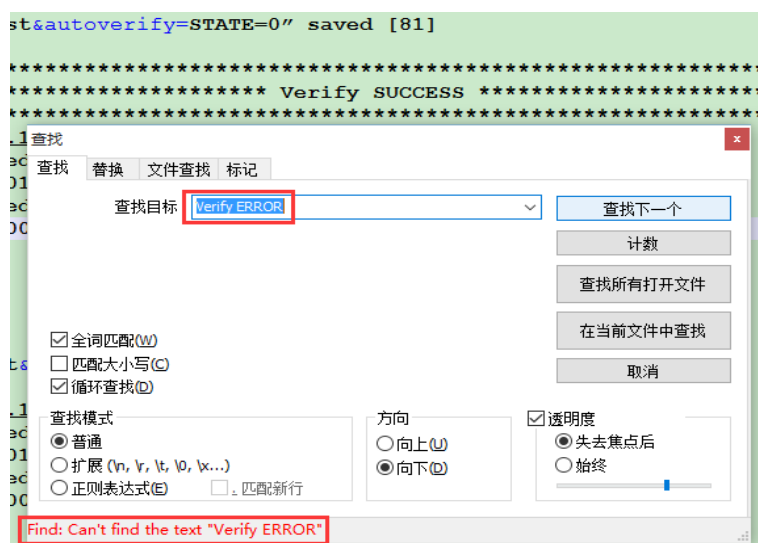 st&autoverify=STATE=0" saved [81]
***********************************************************
******************** Verify SUCCESS **********************
***********************************************************
查找
查找 替换 文件查找 标记
查找目标 Verify ERROR
查找下一个
计数
查找所有打开文件
在当前文件中查找
取消
全词匹配(W)
匹配大小写(C)
循环查找(D)
查找模式
普通
扩展 (\n, \r, \t, \0, \x...)
正则表达式(E)
. 匹配新行
方向
向上(U)
向下(D)
透明度
失去焦点后
始终
Find: Can't find the text "Verify ERROR"